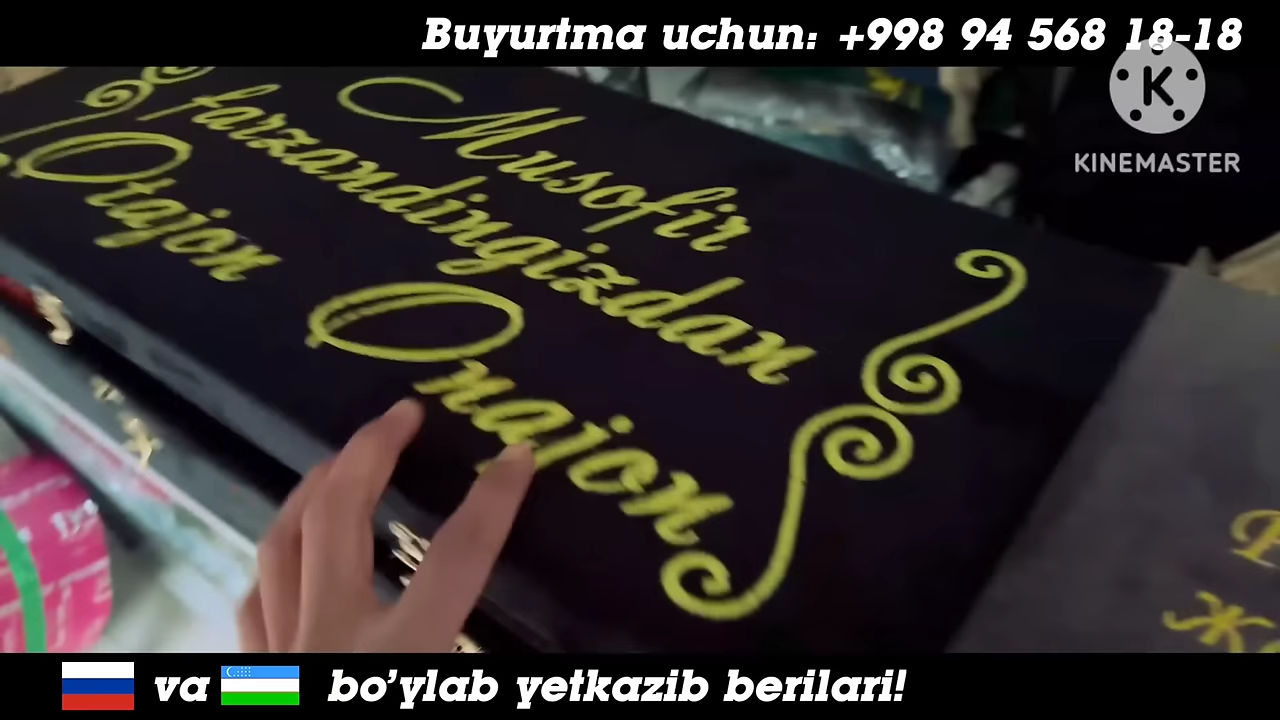 Buyurtma uchun: +998 94 568 18-18
KINEMASTER
Musofir
farzandingizdan
Otajon
Onajon
va bo'ylab yetkazib berilari!